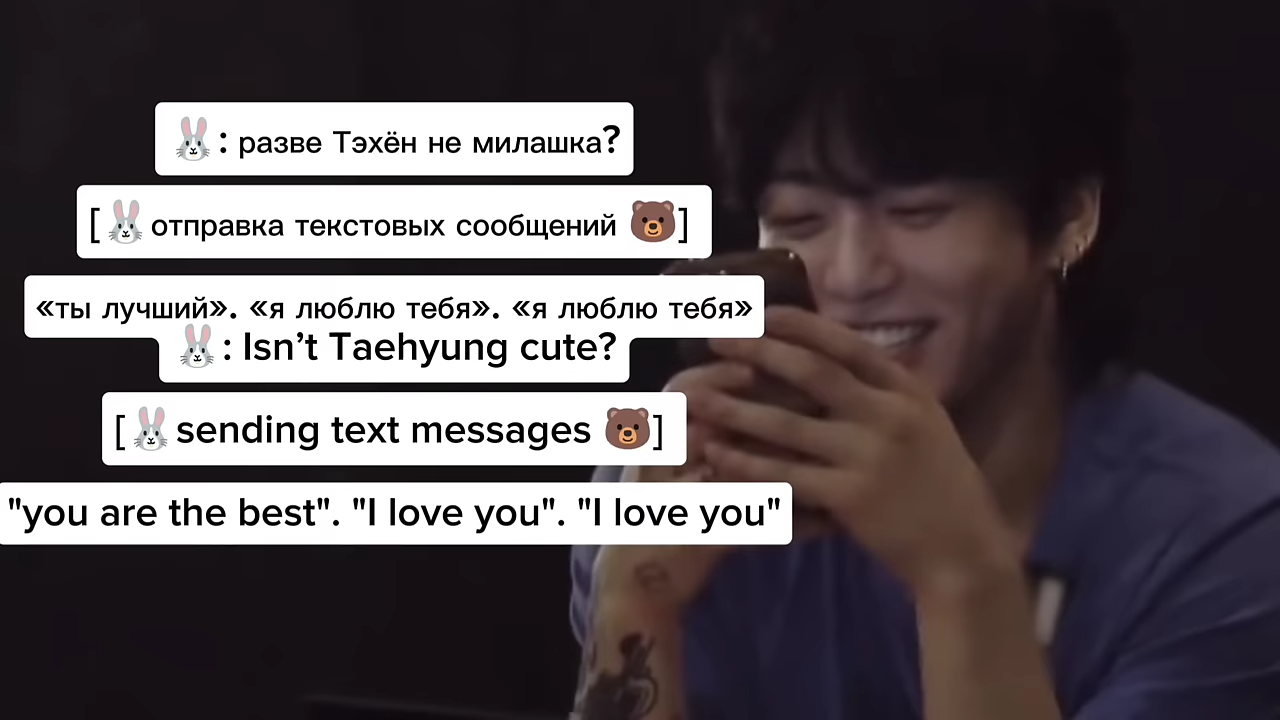 🐰: разве Тэхён не милашка?
[🐰отправка текстовых сообщений 🐻]
«ты лучший». «я люблю тебя». «я люблю тебя»
🐰: Isn’t Taehyung cute?
[🐰sending text messages 🐻]
"you are the best". "I love you". "I love you"